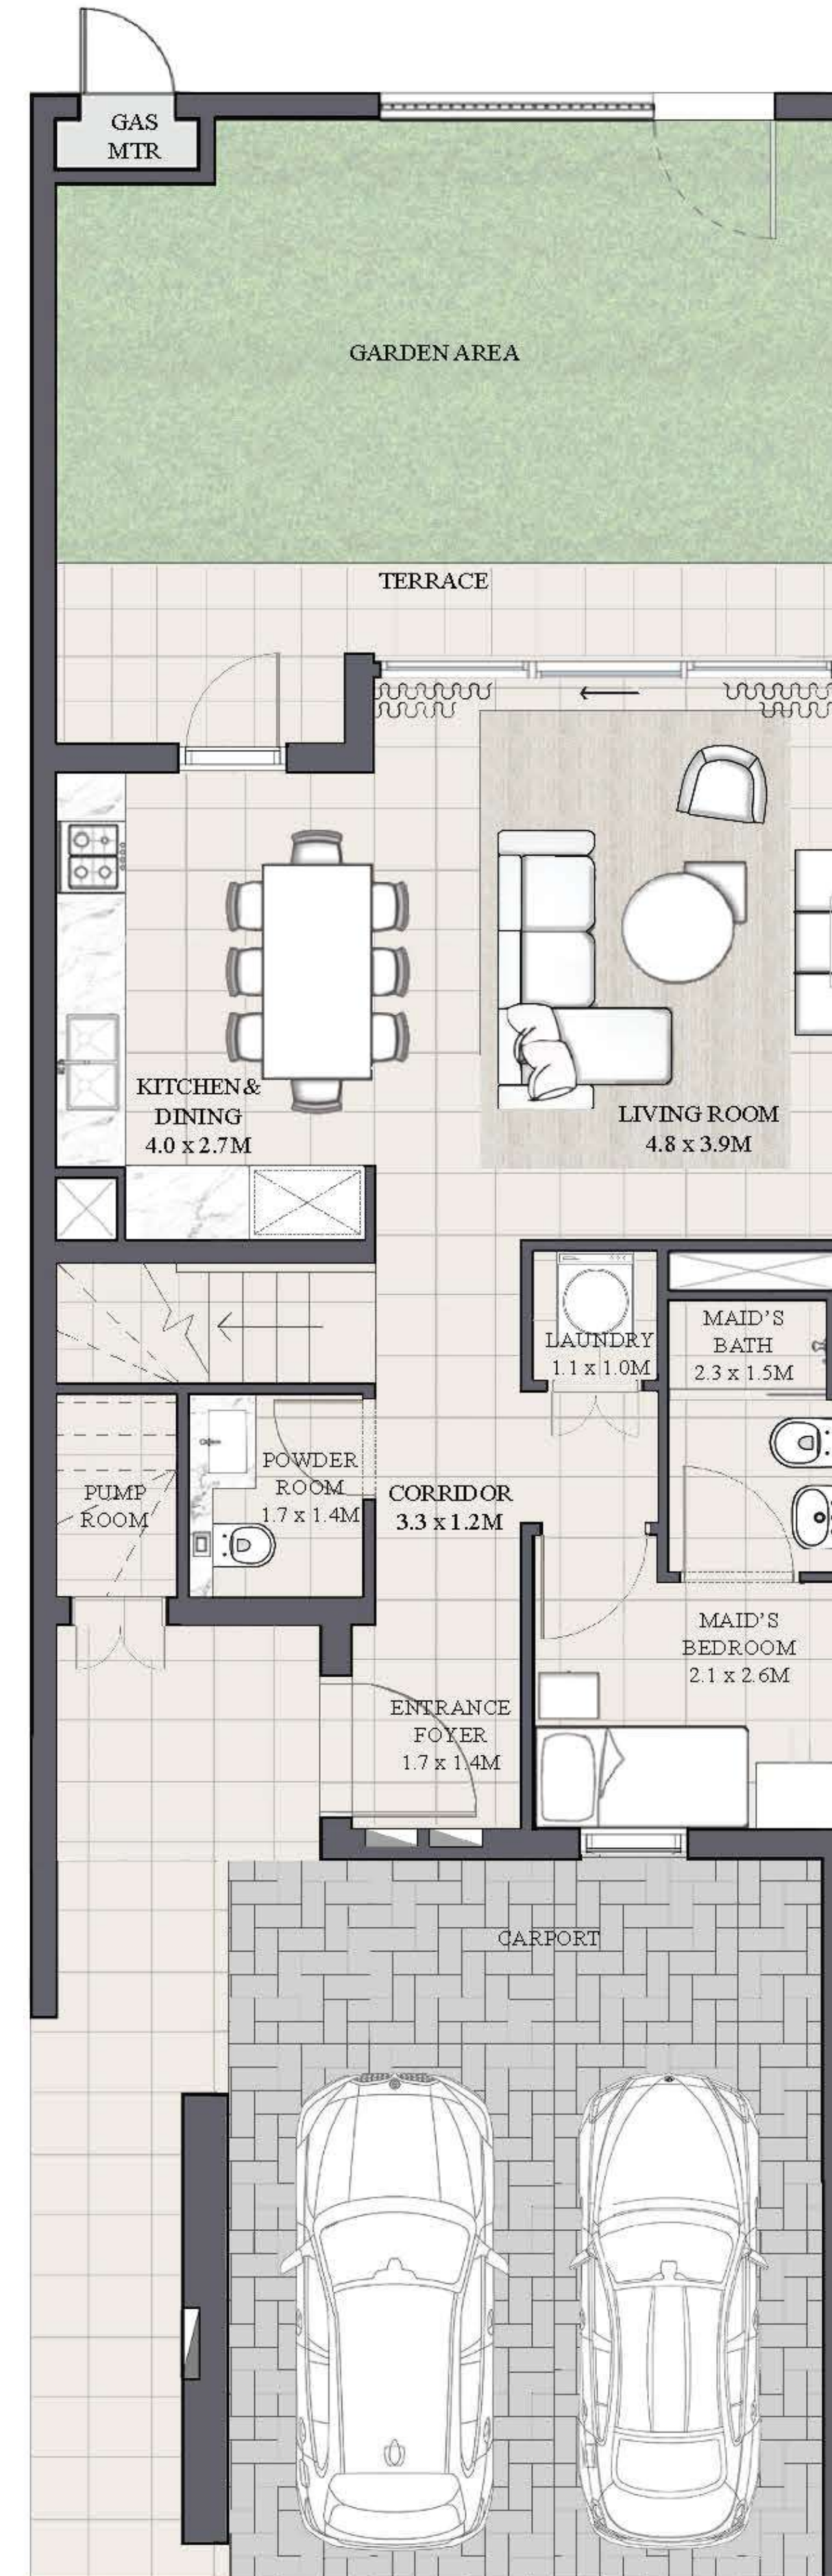 GAS
MTR
GARDEN AREA
TERRACE
KITCHEN &
DINING
4.0 x 2.7M
LIVING ROOM
4.8 x 3.9M
LAUNDRY
1.1 x 1.0M
MAID'S
BATH
2.3 x 1.5M
POWDER
ROOM
1.7 x 1.4M
PUMP
ROOM
CORRIDOR
3.3 x 1.2M
MAID'S
BEDROOM
2.1 x 2.6M
ENTRANCE
FOYER
1.7 x 1.4M
CARPORT